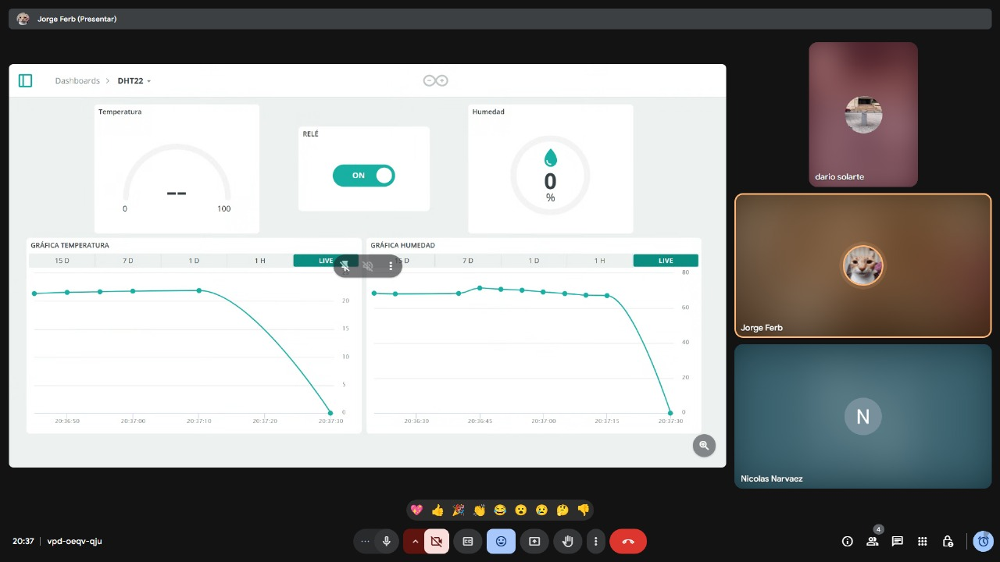 Jorge Ferb (Presentar)
Dashboards > DHT22
Temperatura
--
0
100
RELÉ
ON
Humedad
0
%
GRÁFICA TEMPERATURA
15 D
7 D
1 D
1 H
LIVE
20
15
10
5
0
20:36:50
20:37:00
20:37:10
20:37:20
20:37:30
GRÁFICA HUMEDAD
15 D
7 D
1 D
1 H
LIVE
80
60
40
20
0
20:36:30
20:36:45
20:37:00
20:37:15
20:37:30
dario solarte
Jorge Ferb
N
Nicolas Narvaez
20:37 | vpd-oeqv-qju
4